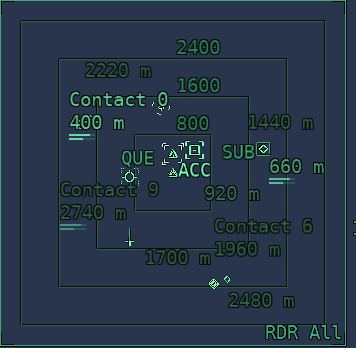 2400
2220 m
1600
Contact 0
400 m
800
1440 m
QUE
SUB
ACC
660 m
Contact 9
920 m
2740 m
Contact 6
1960 m
1700 m
2480 m
RDR All